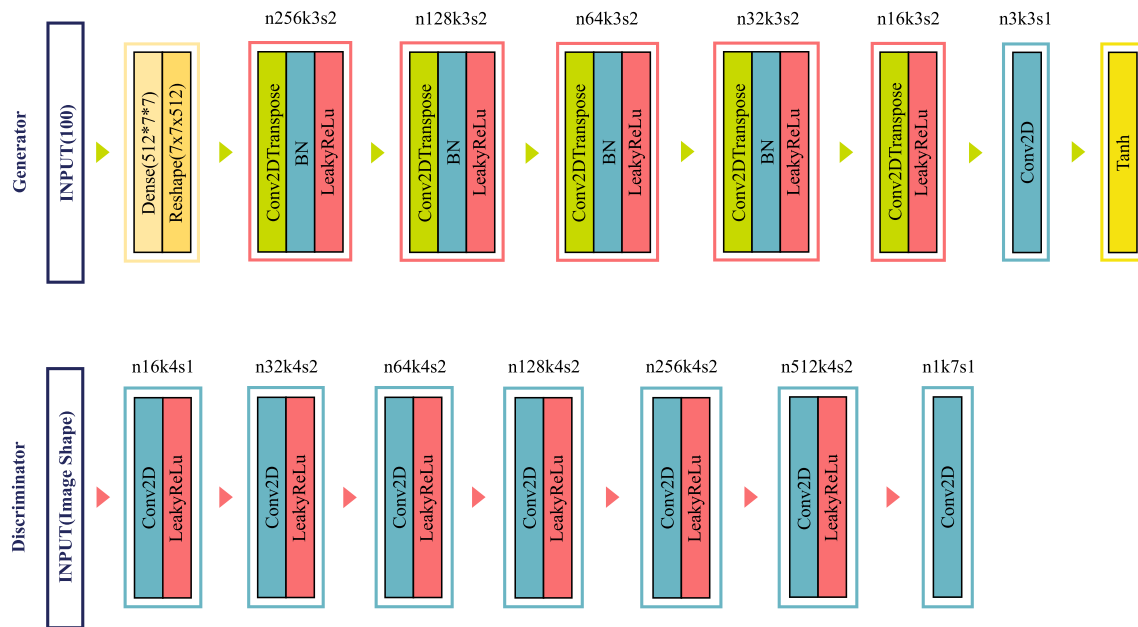 n256k3s2
n128k3s2
n64k3s2
n32k3s2
n16k3s2
n3k3s1
Generator
INPUT(100)
Dense(512*7*7)
Reshape(7x7x512)
Conv2DTranspose
BN
LeakyReLu
Conv2DTranspose
BN
LeakyReLu
Conv2DTranspose
BN
LeakyReLu
Conv2DTranspose
BN
LeakyReLu
Conv2DTranspose
LeakyReLu
Conv2D
Tanh
n16k4s1
n32k4s2
n64k4s2
n128k4s2
n256k4s2
n512k4s2
n1k7s1
Discriminator
INPUT(Image Shape)
Conv2D
LeakyReLu
Conv2D
LeakyReLu
Conv2D
LeakyReLu
Conv2D
LeakyReLu
Conv2D
LeakyReLu
Conv2D
LeakyReLu
Conv2D